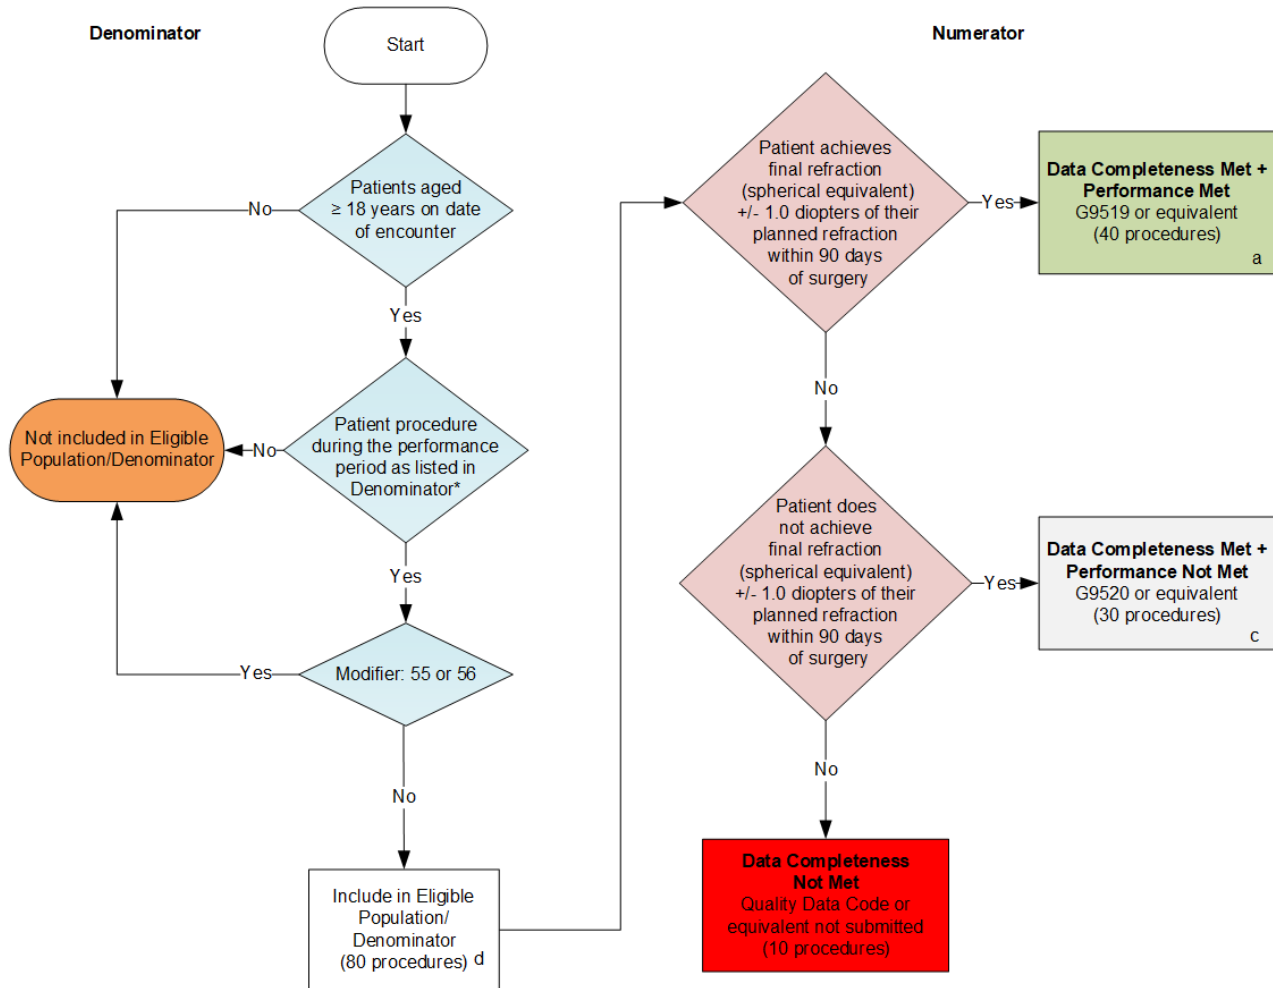 Denominator
Start
Numerator
Patients aged
≥ 18 years on date
of encounter
No
Yes
Patient procedure
during the performance
period as listed in
Denominator*
No
Not included in Eligible
Population/Denominator
Yes
Modifier: 55 or 56
Yes
No
Include in Eligible
Population/
Denominator
(80 procedures) d
Patient achieves
final refraction
(spherical equivalent)
+/- 1.0 diopters of their
planned refraction
within 90 days
of surgery
Yes
Data Completeness Met +
Performance Met
G9519 or equivalent
(40 procedures)
a
No
Patient does
not achieve
final refraction
(spherical equivalent)
+/- 1.0 diopters of their
planned refraction
within 90 days
of surgery
Yes
Data Completeness Met +
Performance Not Met
G9520 or equivalent
(30 procedures)
c
No
Data Completeness
Not Met
Quality Data Code or
equivalent not submitted
(10 procedures)